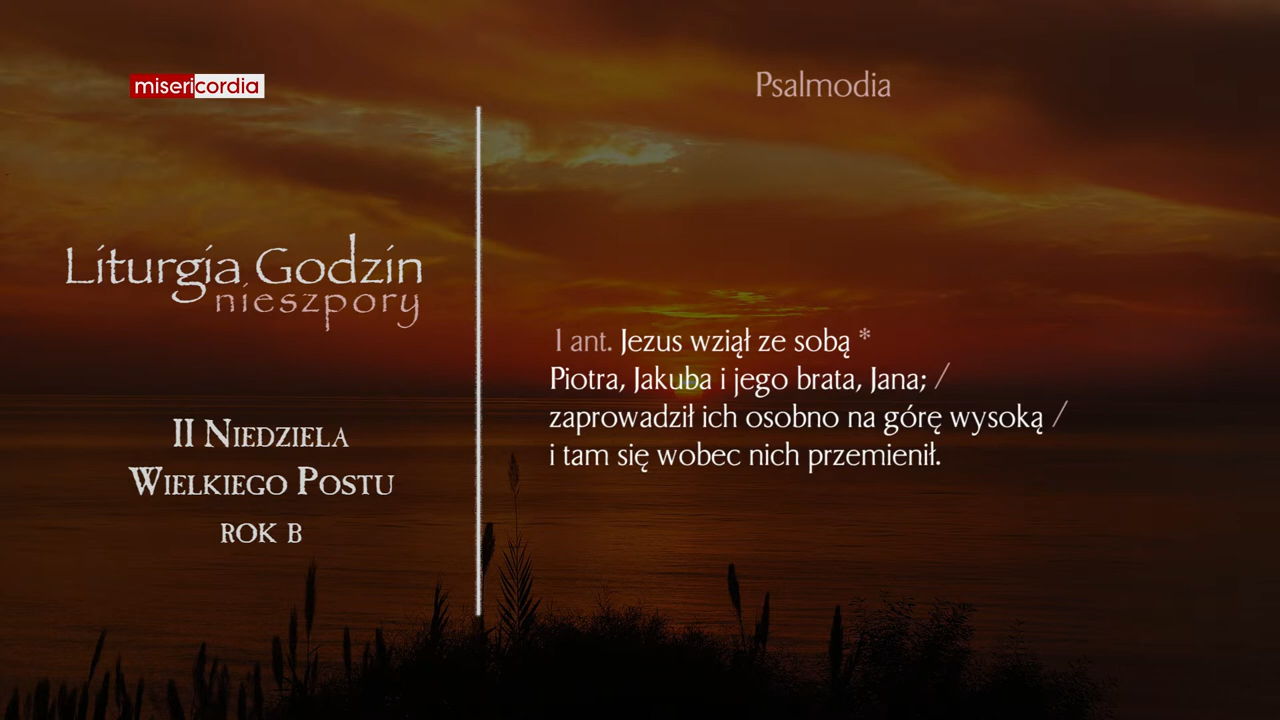 misericordia
Psalmodia
Liturgia Godzin
nieszpory
II Niedziela
Wielkiego Postu
rok B
1 ant. Jezus wziął ze sobą *
Piotra, Jakuba i jego brata, Jana; /
zaprowadził ich osobno na górę wysoką /
i tam się wobec nich przemienił.